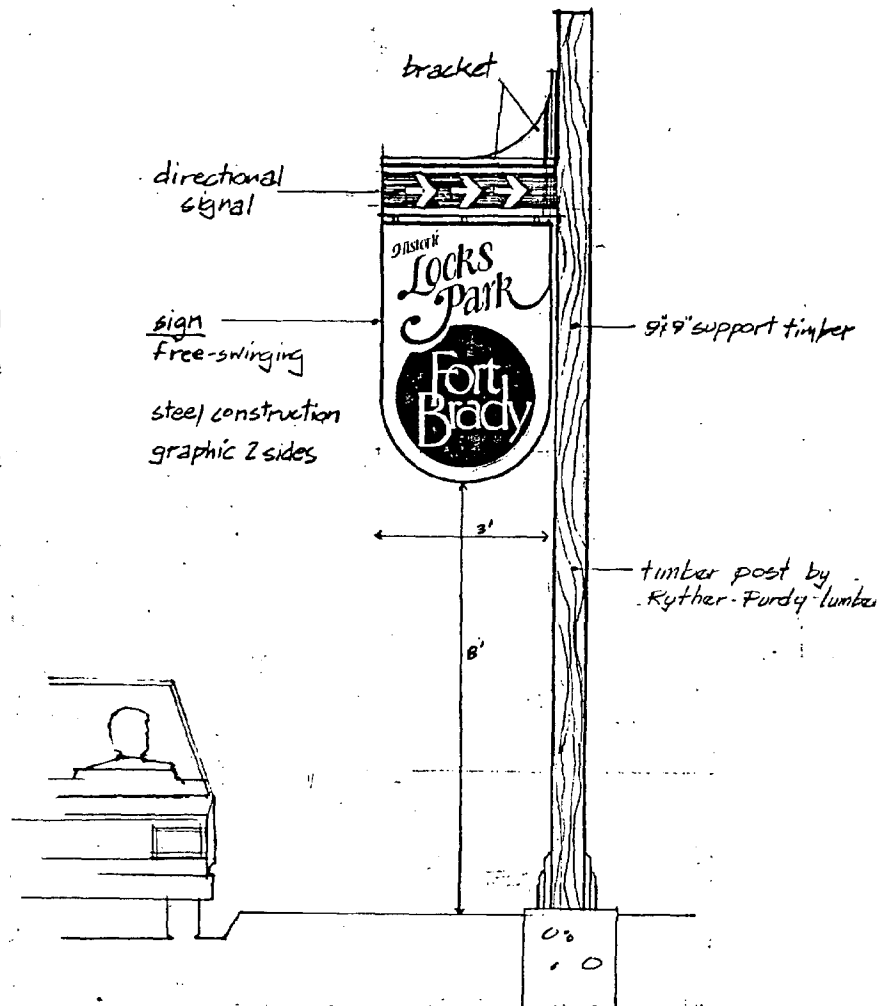 bracket
directional
signal
Historic
Locks
Park
sign
free-swinging
Fort
Brady
9"x9" support timber
steel construction
graphic 2 sides
3'
timber post by
Ryther-Purdy-lumber
8'